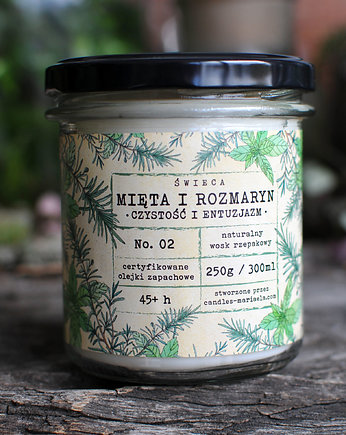 ŚWIECA
MIĘTA I ROZMARYN
· CZYSTOŚĆ I ENTUZJAZM ·
No. 02
naturalny
wosk rzepakowy
certyfikowane
olejki zapachowe
250g / 300ml
45+ h
stworzone przez
candles-marisela.com